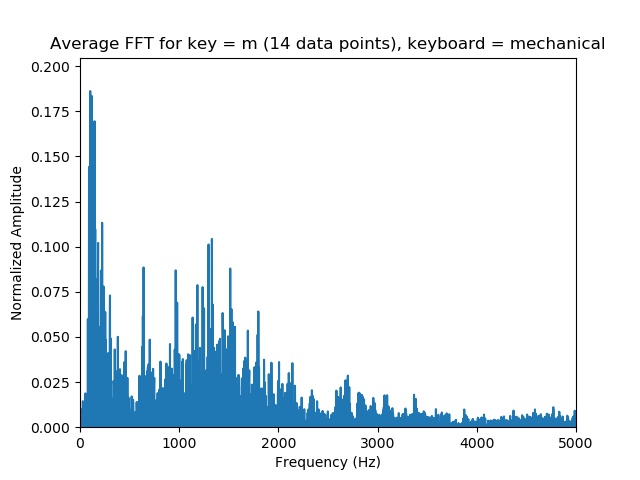 Average FFT for key = m (14 data points), keyboard = mechanical
0.200
0.175
0.150
0.125
0.100
0.075
0.050
0.025
0.000
Normalized Amplitude
0 1000 2000 3000 4000 5000
Frequency (Hz)